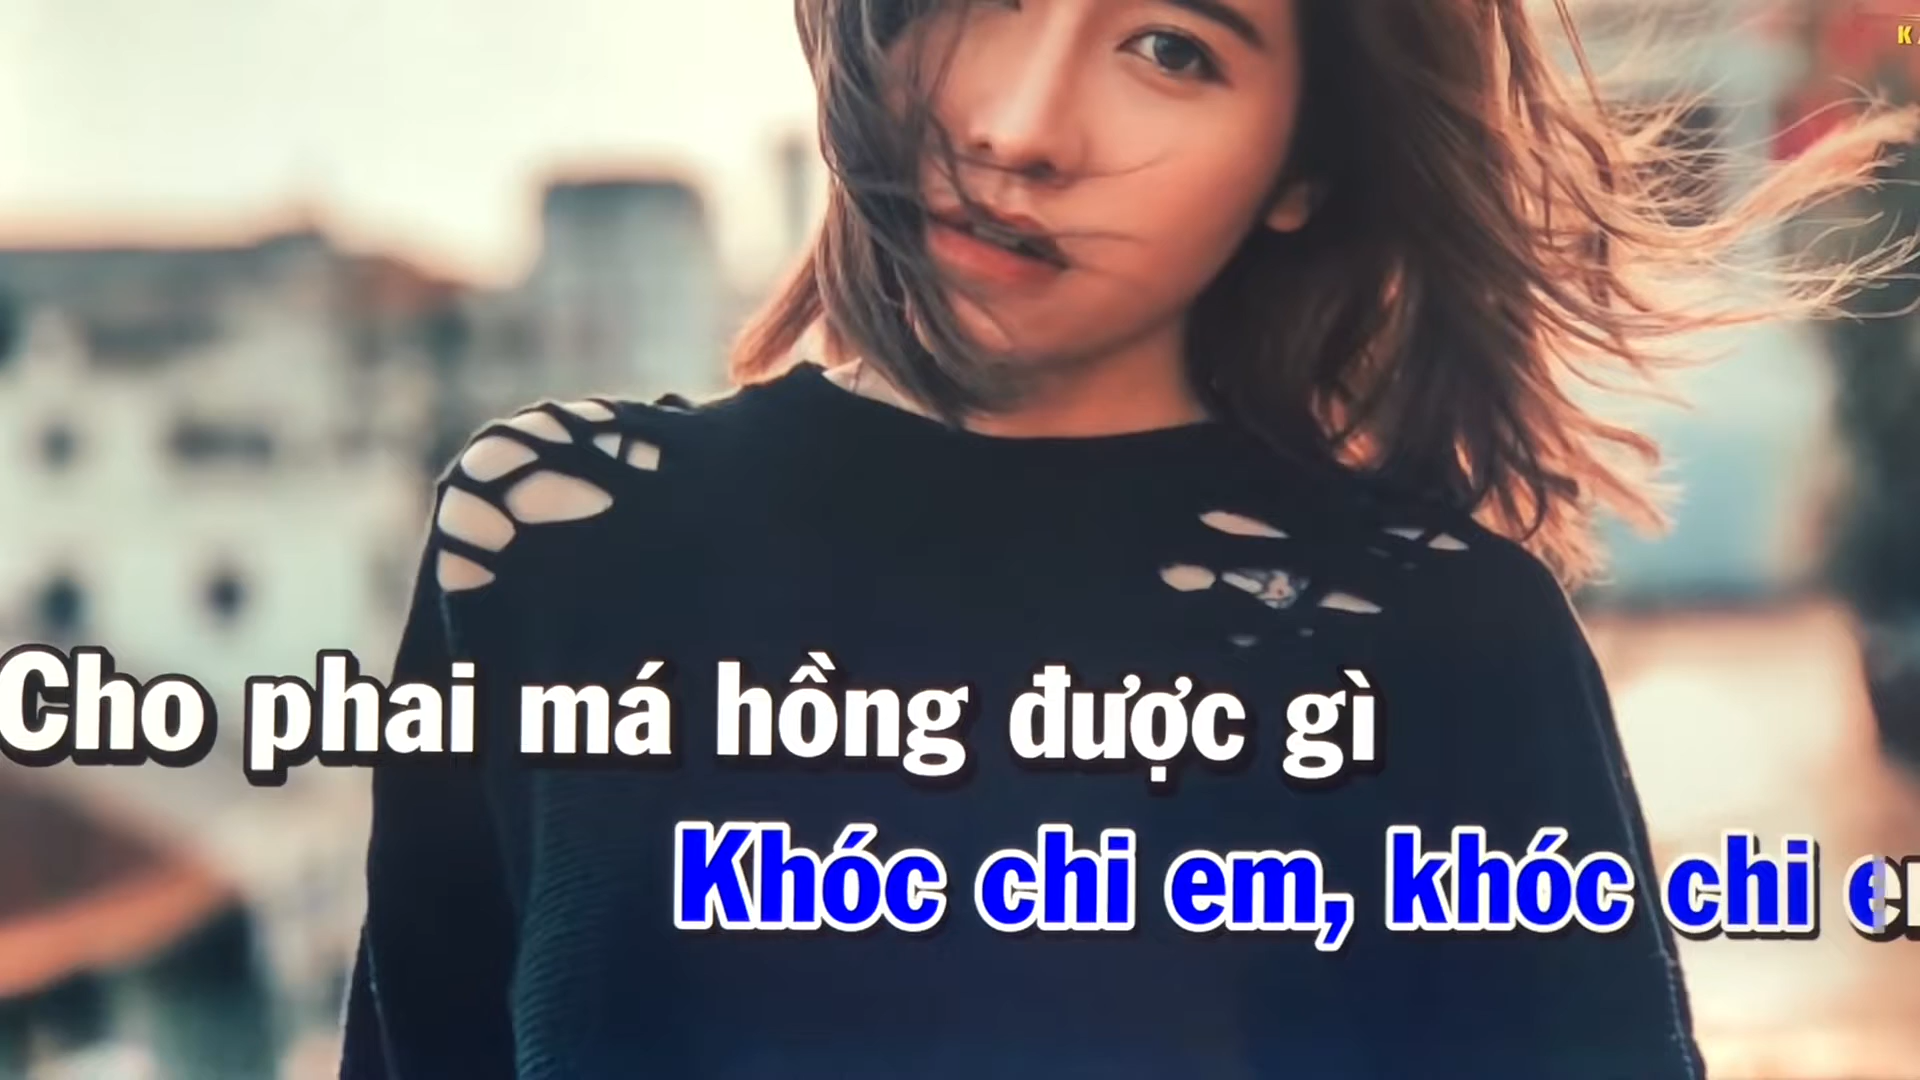 Cho phai má hồng được gì
Khóc chi em, khóc chi